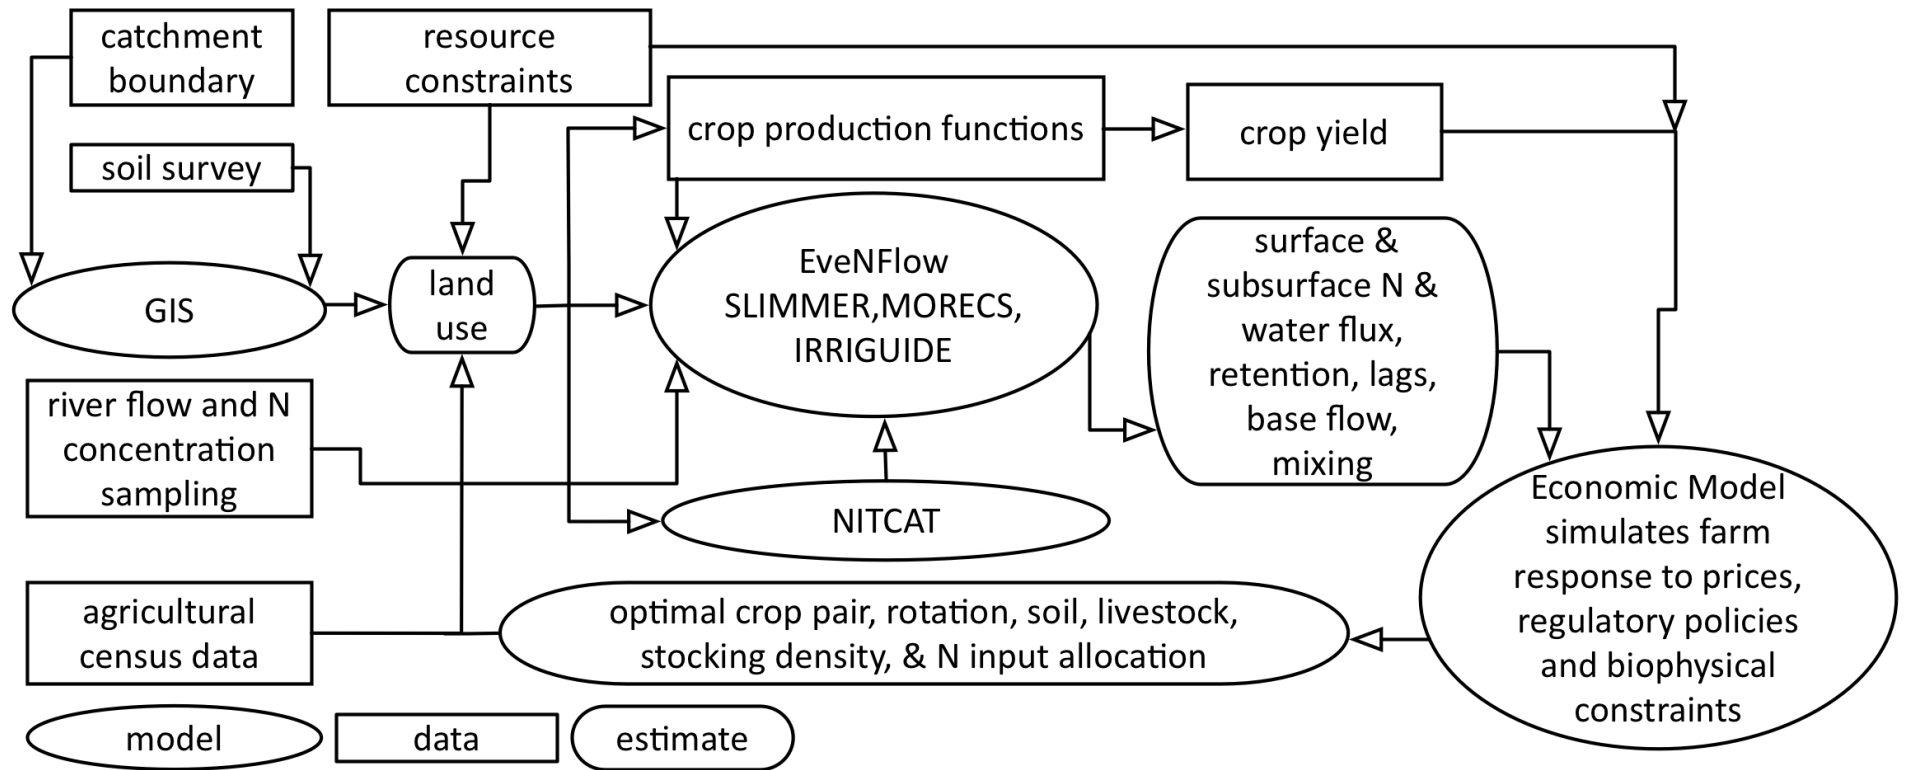 catchment
boundary
resource
constraints
crop production functions
crop yield
soil survey
GIS
land
use
EveNFlow
SLIMMER,MORECS,
IRRIGUIDE
surface &
subsurface N &
water flux,
retention, lags,
base flow,
mixing
river flow and N
concentration
sampling
NITCAT
Economic Model
simulates farm
response to prices,
regulatory policies
and biophysical
constraints
agricultural
census data
optimal crop pair, rotation, soil, livestock,
stocking density, & N input allocation
model
data
estimate